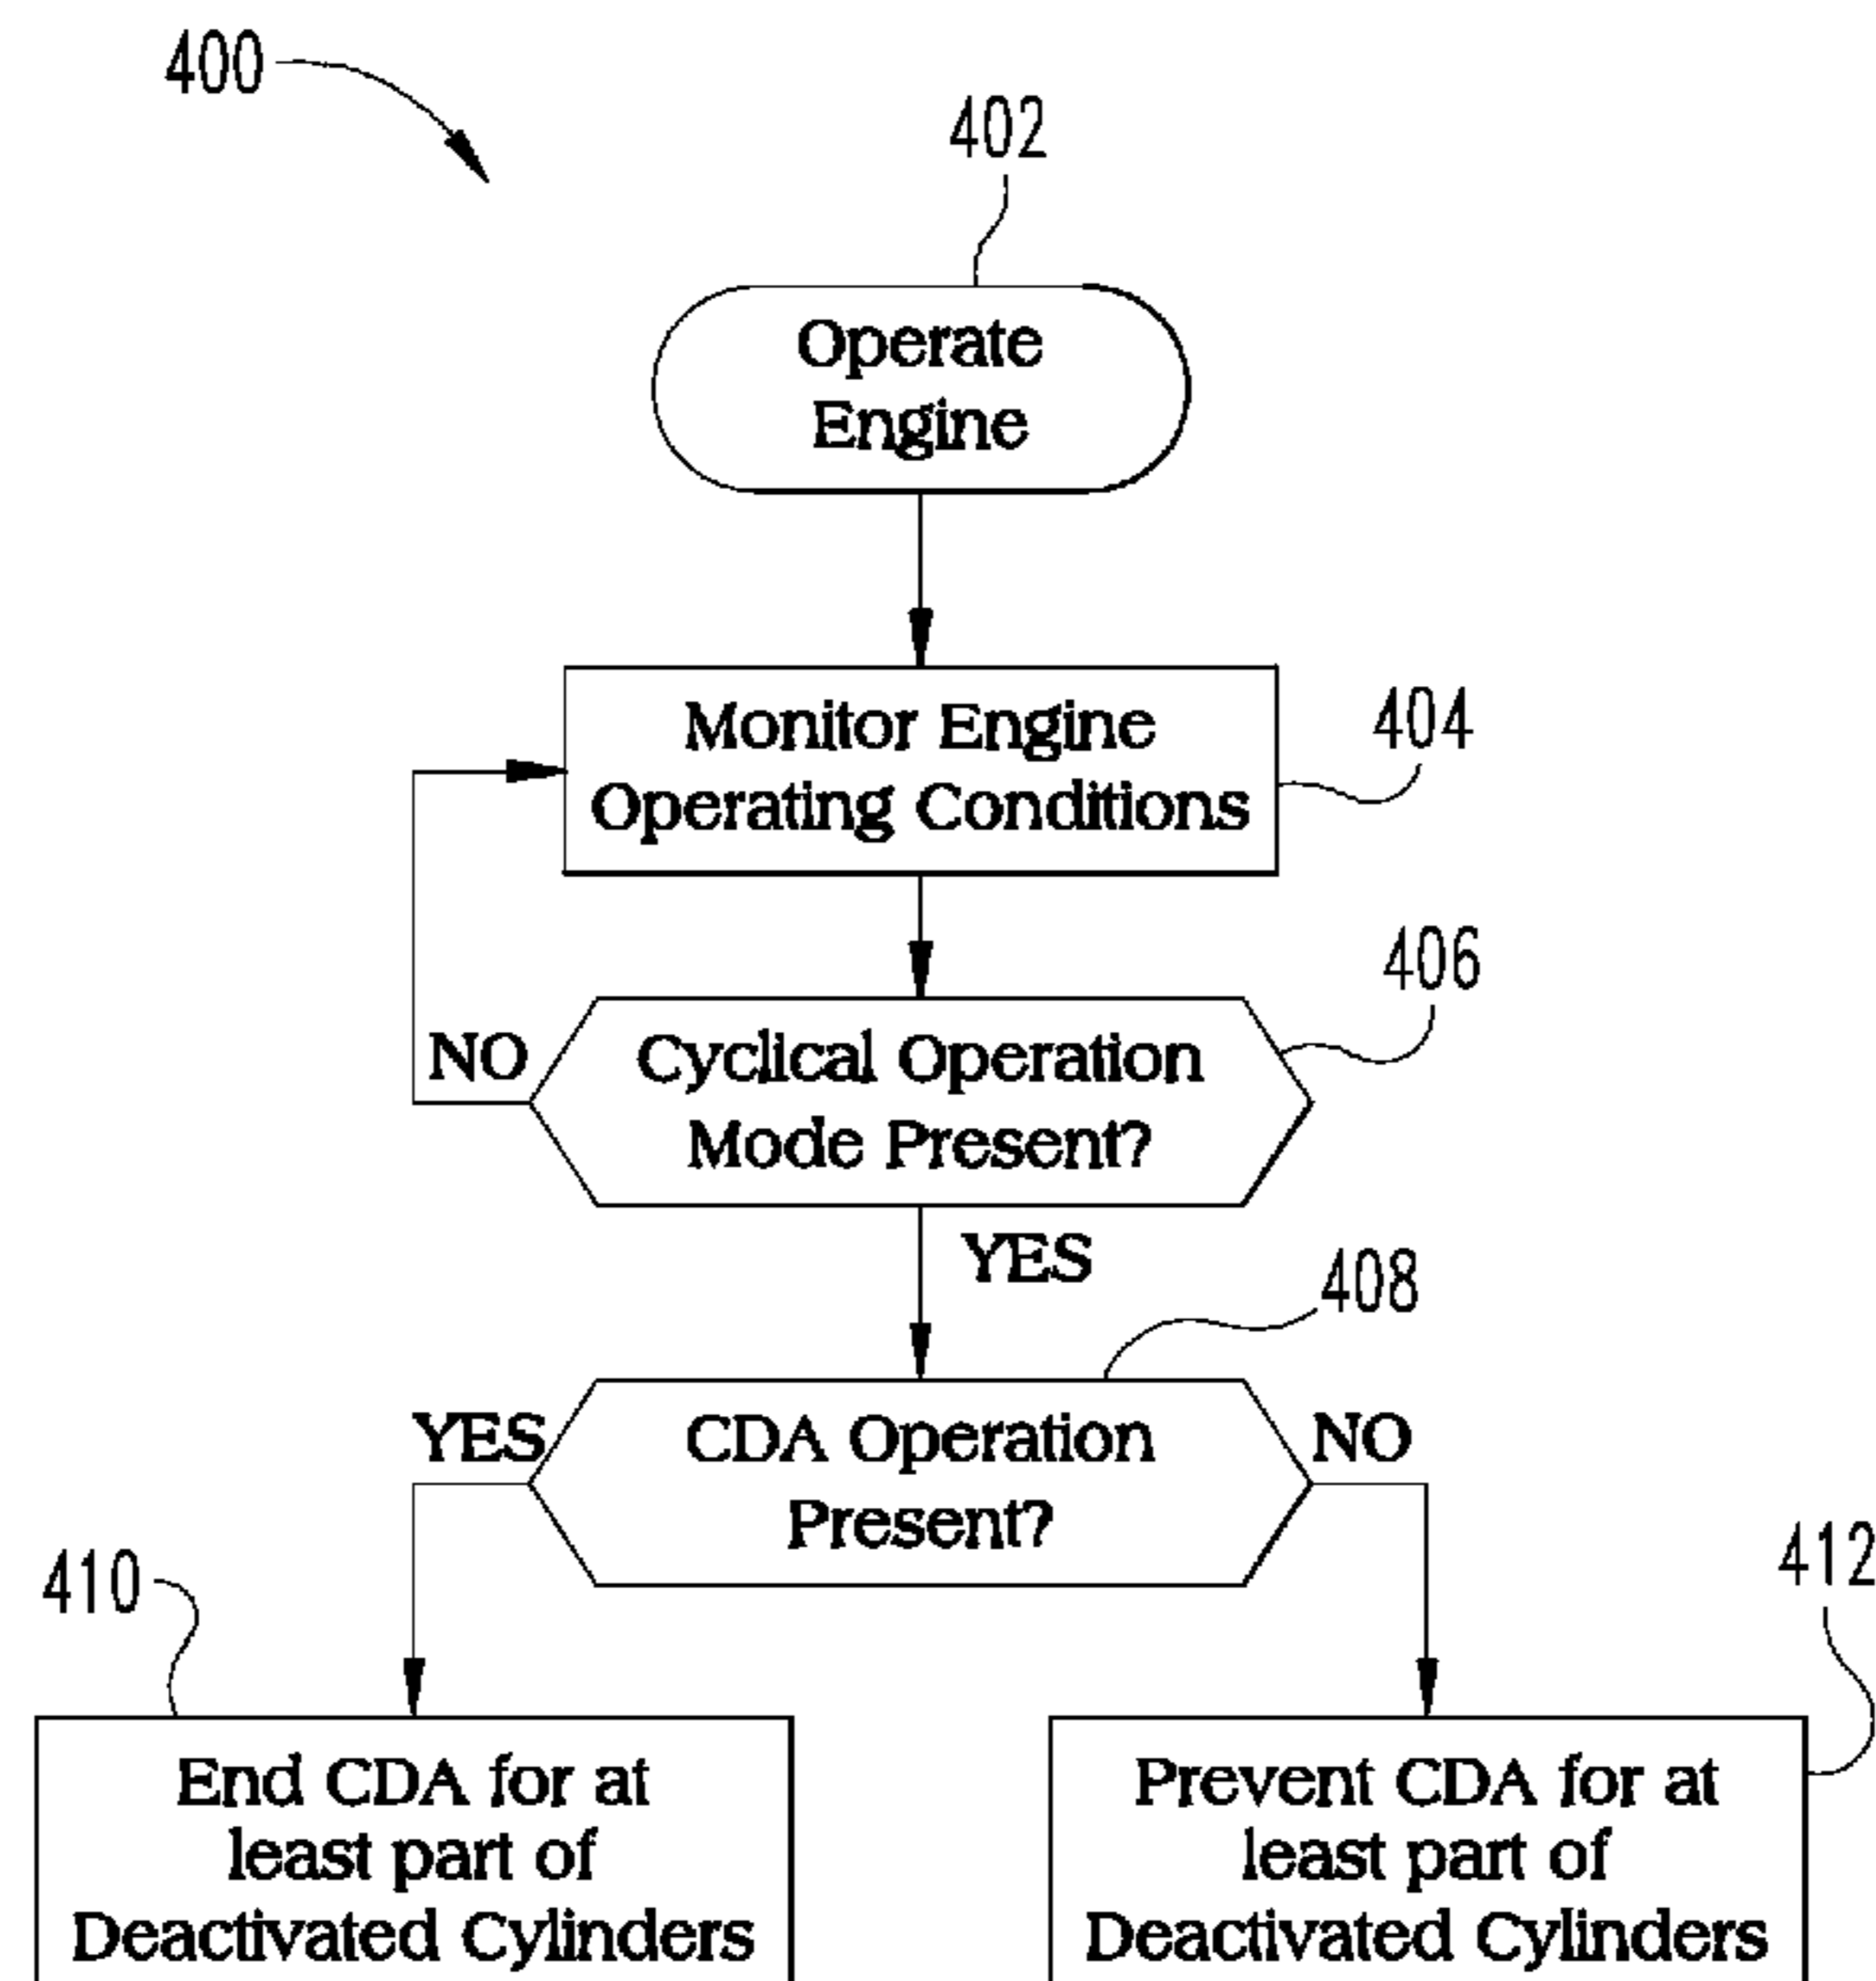 400
402
Operate
Engine
Monitor Engine
Operating Conditions
404
406
NO
Cyclical Operation
Mode Present?
YES
408
YES
CDA Operation
Present?
NO
410
412
End CDA for at
least part of
Deactivated Cylinders
Prevent CDA for at
least part of
Deactivated Cylinders